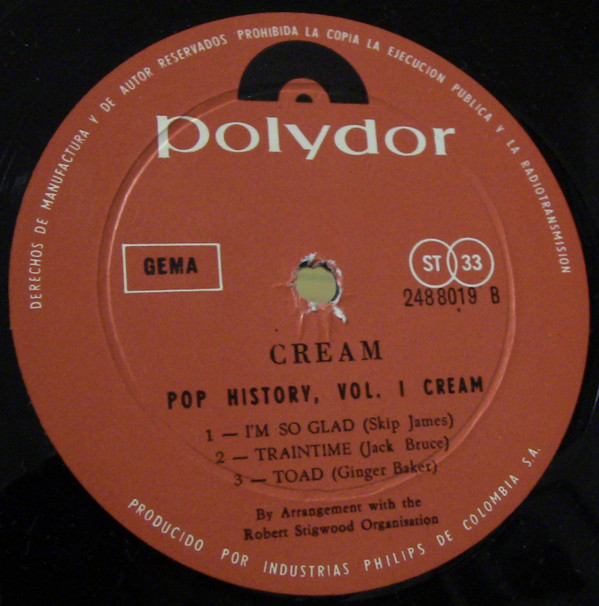 DERECHOS DE MANUFACTURA Y DE AUTOR RESERVADOS PROHIBIDA LA COPIA LA EJECUCION PUBLICA Y LA RADIOTRANSMISION
polydor
GEMA
ST 33
2488019 B
CREAM
POP HISTORY, VOL. I CREAM
1 — I'M SO GLAD (Skip James)
2 — TRAINTIME (Jack Bruce)
3 — TOAD (Ginger Baker)
By Arrangement with the
Robert Stigwood Organisation
PRODUCIDO POR INDUSTRIAS PHILIPS DE COLOMBIA S.A.